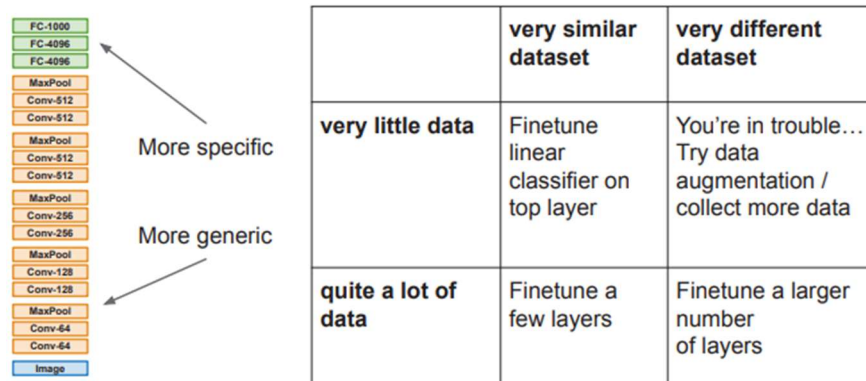 FC-1000
FC-4096
FC-4096
MaxPool
Conv-512
Conv-512
MaxPool
Conv-512
Conv-512
MaxPool
Conv-256
Conv-256
MaxPool
Conv-128
Conv-128
MaxPool
Conv-64
Conv-64
Image
More specific
More generic
very similar
dataset
very different
dataset
very little data
Finetune
linear
classifier on
top layer
You're in trouble…
Try data
augmentation /
collect more data
quite a lot of
data
Finetune a
few layers
Finetune a larger
number
of layers